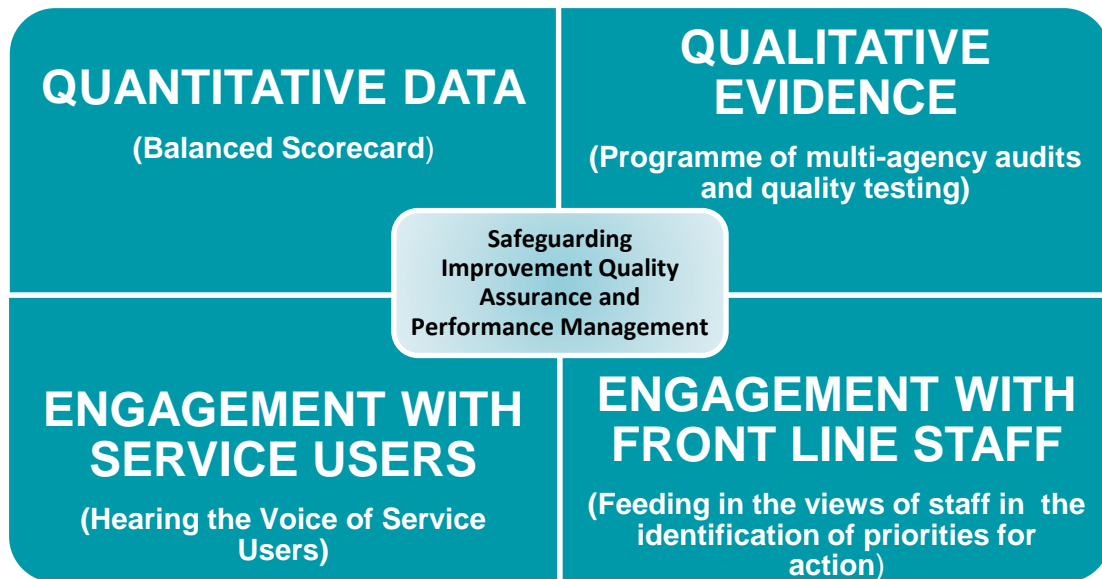 QUANTITATIVE DATA
(Balanced Scorecard)
QUALITATIVE
EVIDENCE
(Programme of multi-agency audits
and quality testing)
Safeguarding
Improvement Quality
Assurance and
Performance Management
ENGAGEMENT WITH
SERVICE USERS
(Hearing the Voice of Service
Users)
ENGAGEMENT WITH
FRONT LINE STAFF
(Feeding in the views of staff in  the
identification of priorities for
action)